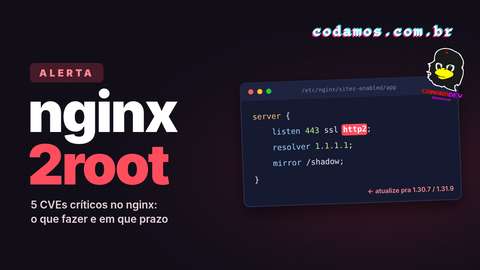 codamos.com.br
ALERTA
nginx
2root
5 CVEs críticos no nginx:
o que fazer e em que prazo
/etc/nginx/sites-enabled/app
server {
listen 443 ssl http2;
resolver 1.1.1.1;
mirror /shadow;
}
← atualize pra 1.30.7 / 1.31.9